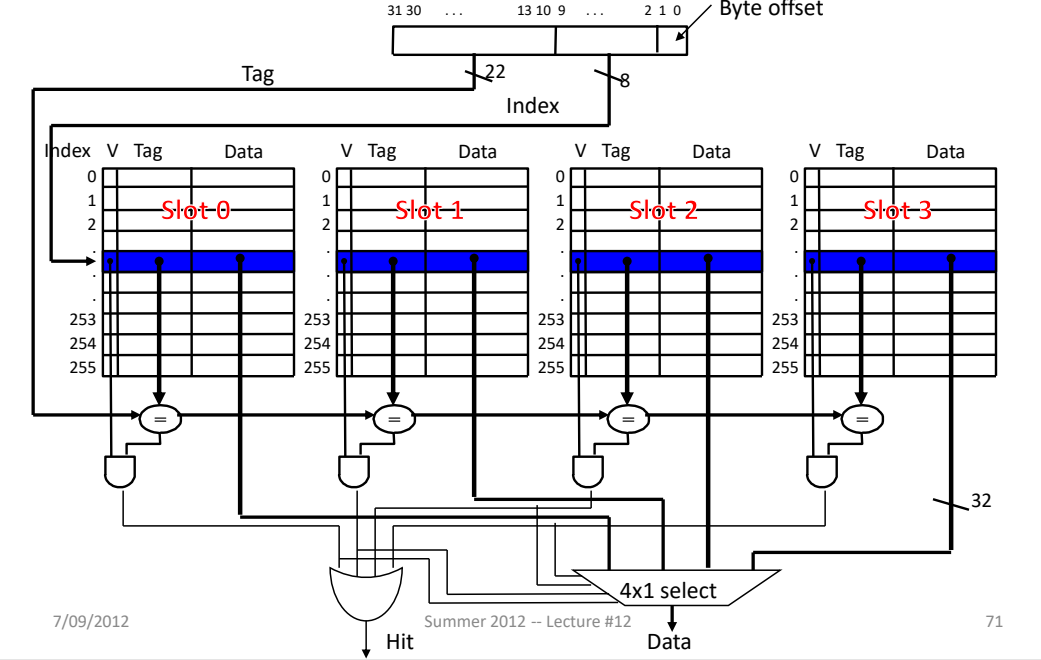 31 30 ... 13 10 9 ... 2 1 0 Byte offset
22
Tag
8
Index
Index V Tag Data V Tag Data V Tag Data V Tag Data
0 0 0 0
1 1 1 1
Slot 0 Slot 1 Slot 2 Slot 3
2 2 2 2
. . . .
. . . .
. . . .
253 253 253 253
254 254 254 254
255 255 255 255
= = = =
32
4x1 select
7/09/2012 Summer 2012 -- Lecture #12 71
Hit Data